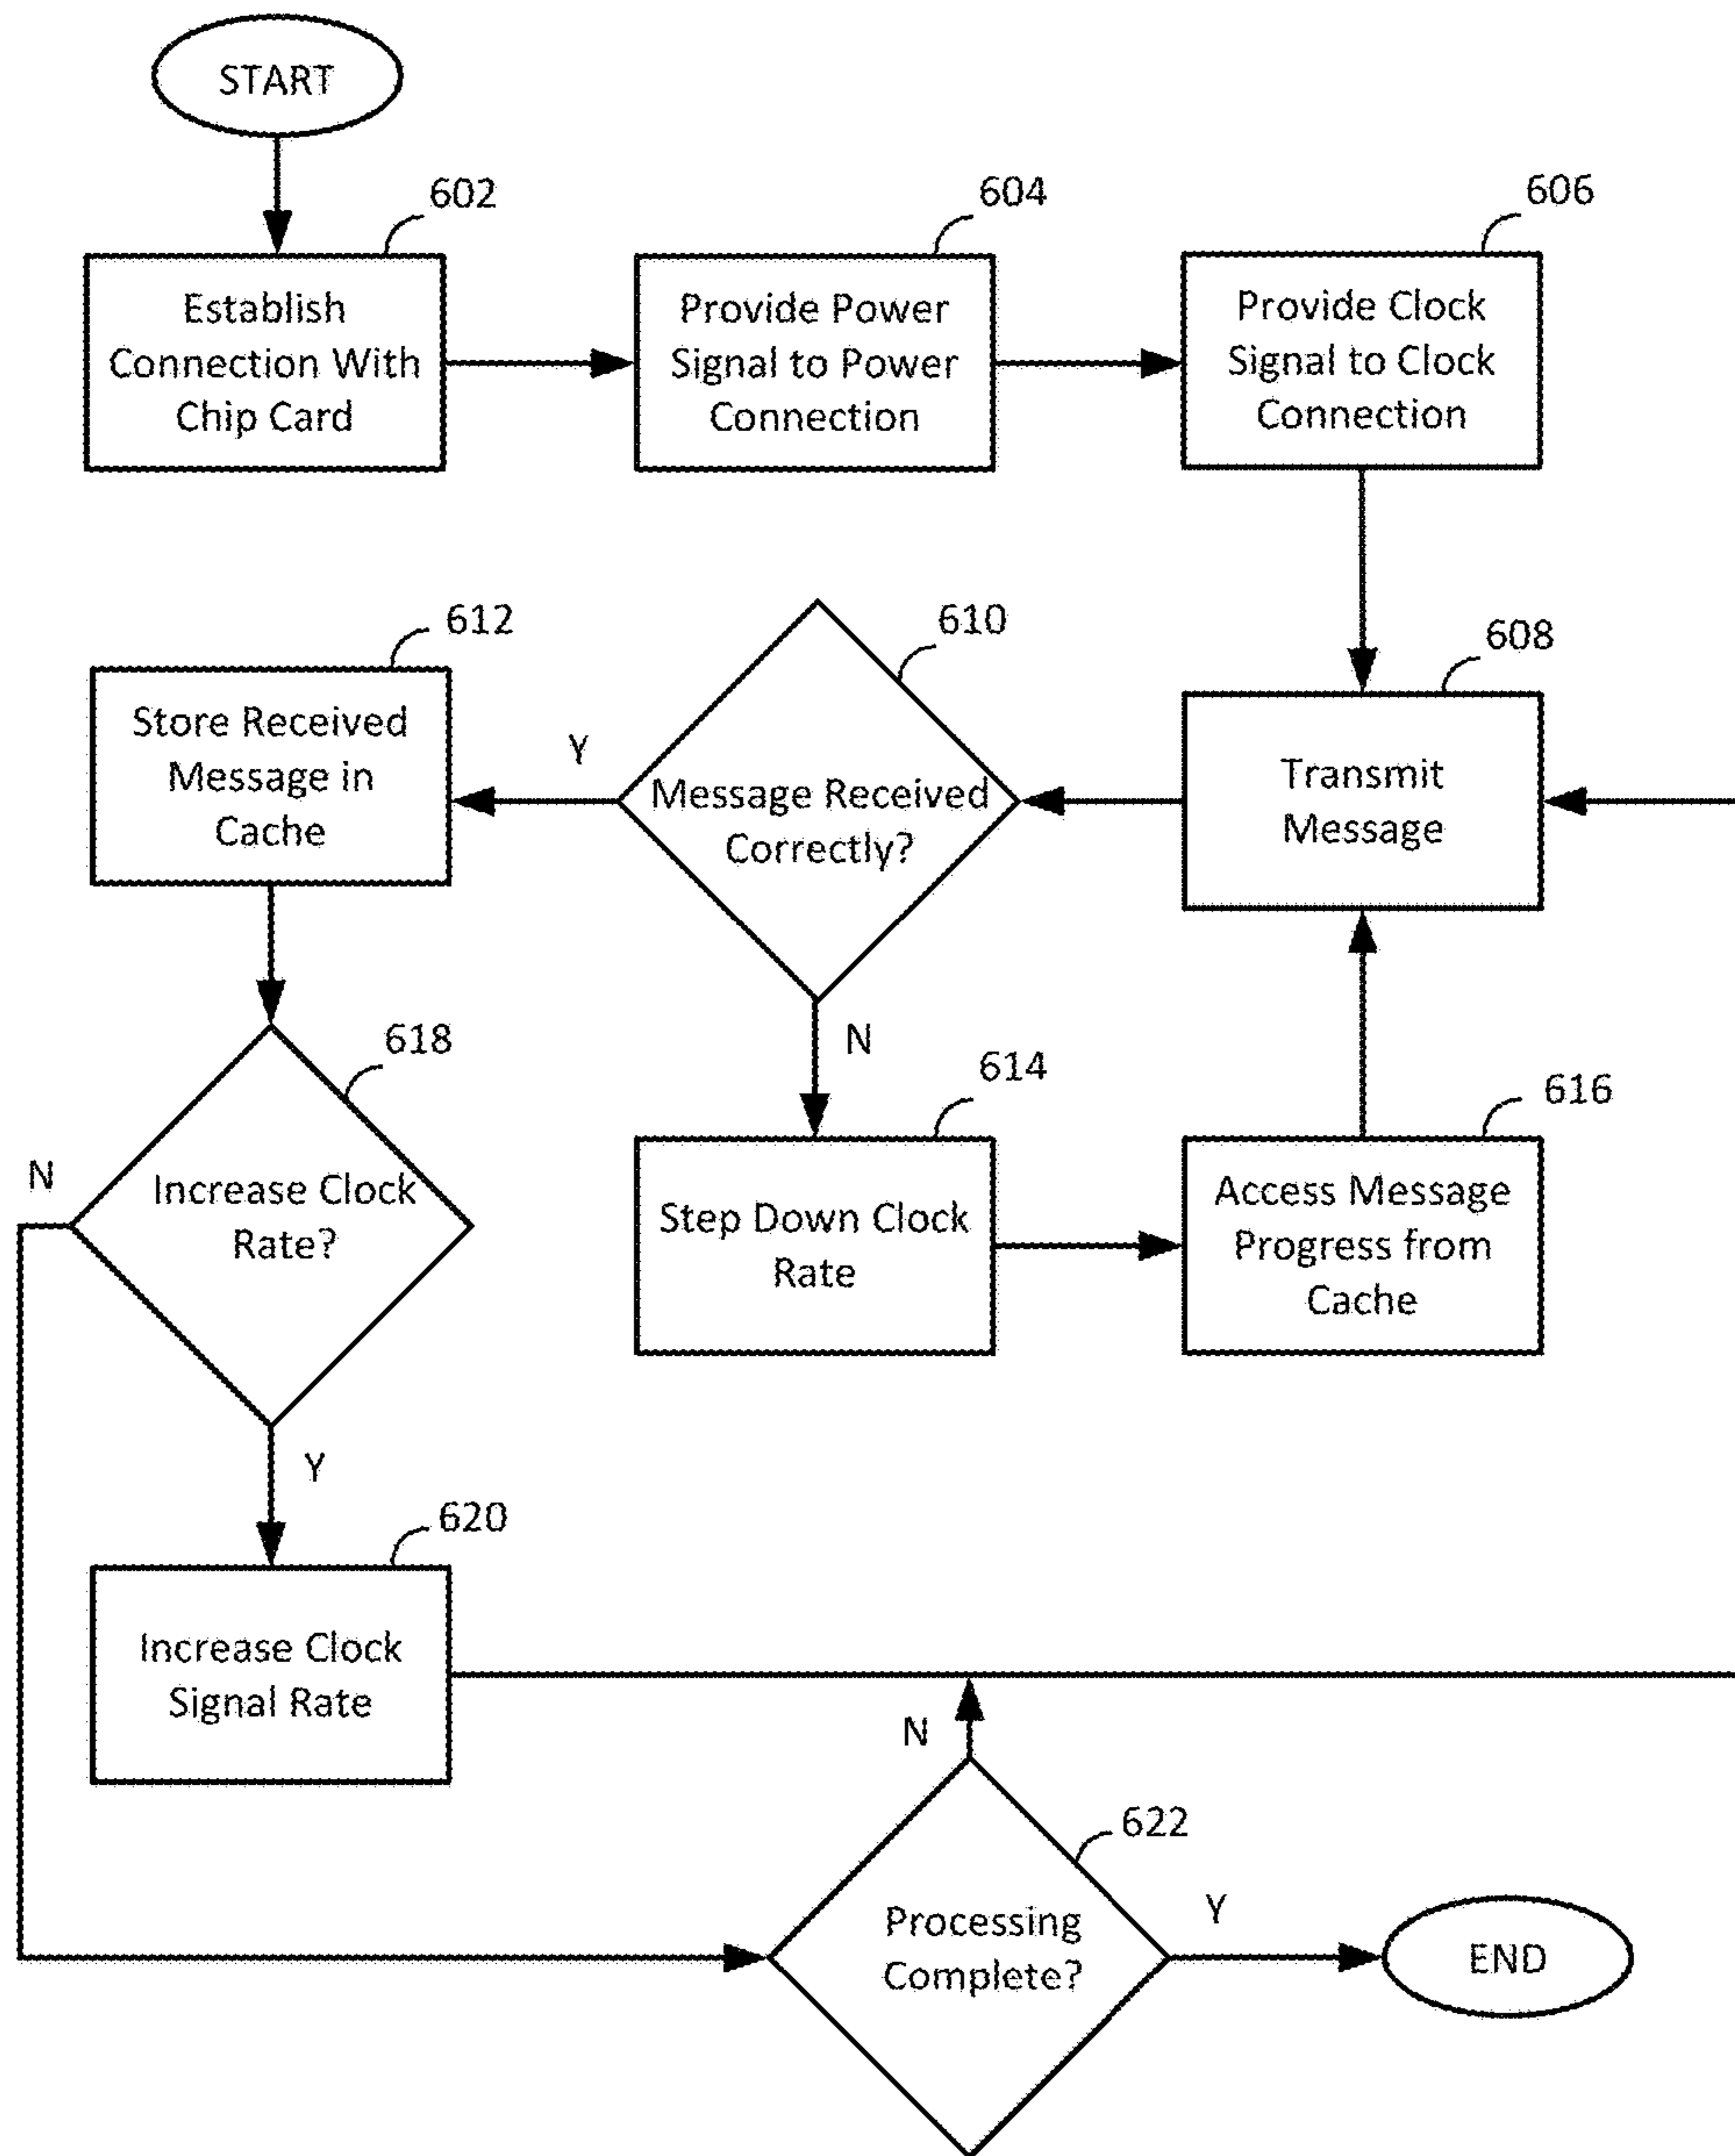 START
602
Establish
Connection With
Chip Card
604
Provide Power
Signal to Power
Connection
606
Provide Clock
Signal to Clock
Connection
612
Store Received
Message in
Cache
Y
610
Message Received
Correctly?
608
Transmit
Message
N
618
Increase Clock
Rate?
N
614
Step Down Clock
Rate
616
Access Message
Progress from
Cache
Y
620
Increase Clock
Signal Rate
N
622
Processing
Complete?
Y
END